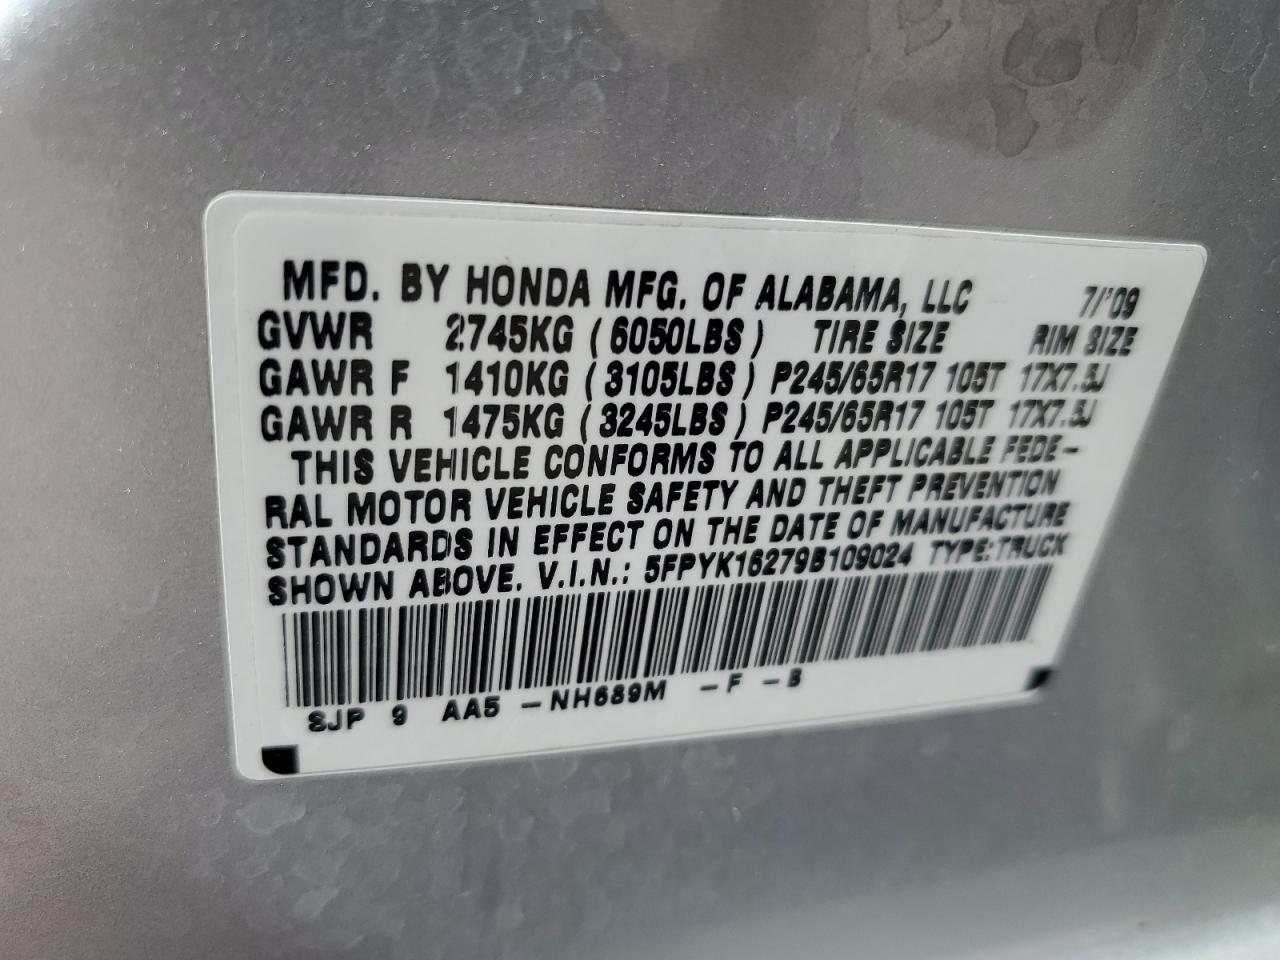 MFD. BY HONDA MFG. OF ALABAMA, LLC 7/'09
GVWR 2745KG ( 6050LBS ) TIRE SIZE RIM SIZE
GAWR F 1410KG ( 3105LBS ) P245/65R17 105T 17X7.5J
GAWR R 1475KG ( 3245LBS ) P245/65R17 105T 17X7.5J
THIS VEHICLE CONFORMS TO ALL APPLICABLE FEDE-
RAL MOTOR VEHICLE SAFETY AND THEFT PREVENTION
STANDARDS IN EFFECT ON THE DATE OF MANUFACTURE
SHOWN ABOVE. V.I.N.: 5FPYK16279B109024 TYPE:TRUCK
SJP 9 AA5 -NH689M -F -B